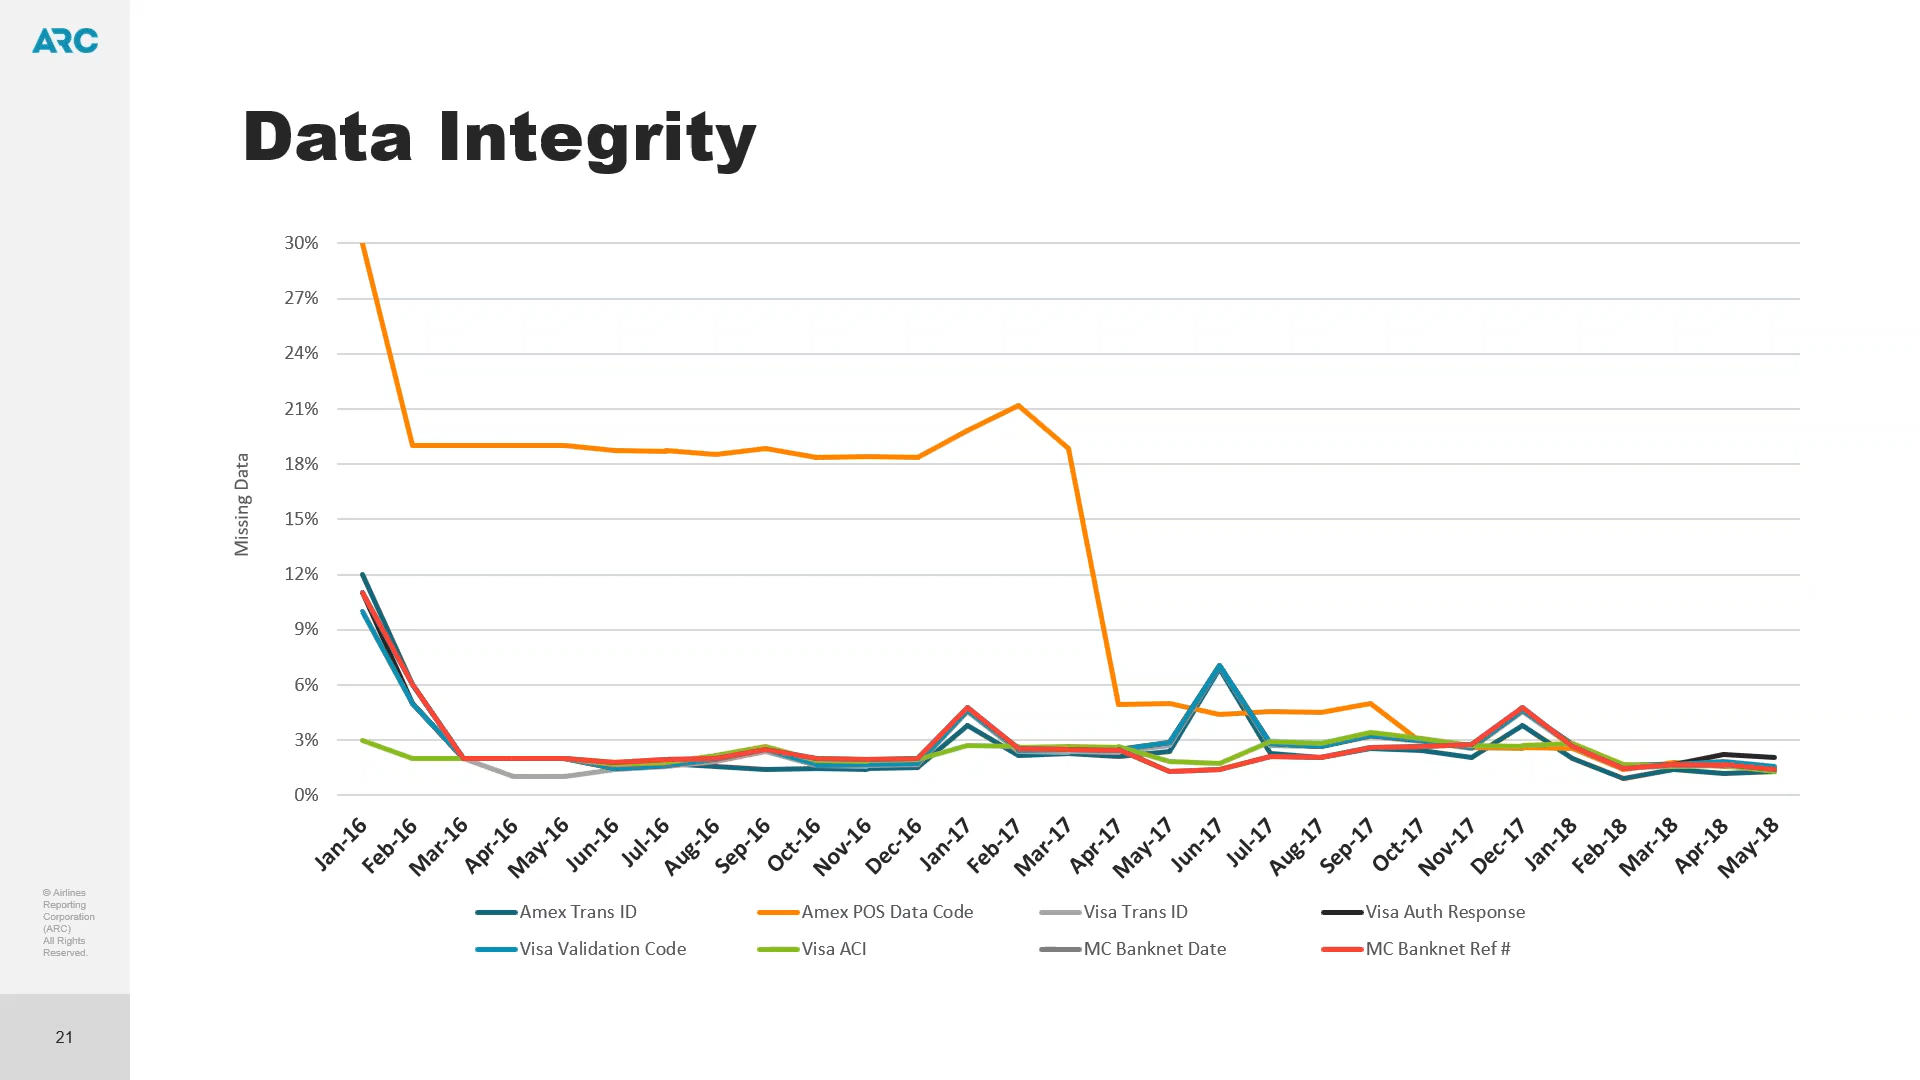 ARC
Data Integrity
30%
27%
24%
21%
18%
15%
12%
9%
6%
3%
0%
Missing Data
Jan-16
Feb-16
Mar-16
Apr-16
May-16
Jun-16
Jul-16
Aug-16
Sep-16
Oct-16
Nov-16
Dec-16
Jan-17
Feb-17
Mar-17
Apr-17
May-17
Jun-17
Jul-17
Aug-17
Sep-17
Oct-17
Nov-17
Dec-17
Jan-18
Feb-18
Mar-18
Apr-18
May-18
Amex Trans ID
Amex POS Data Code
Visa Trans ID
Visa Auth Response
Visa Validation Code
Visa ACI
MC Banknet Date
MC Banknet Ref #
© Airlines
Reporting
Corporation
(ARC)
All Rights
Reserved.
21